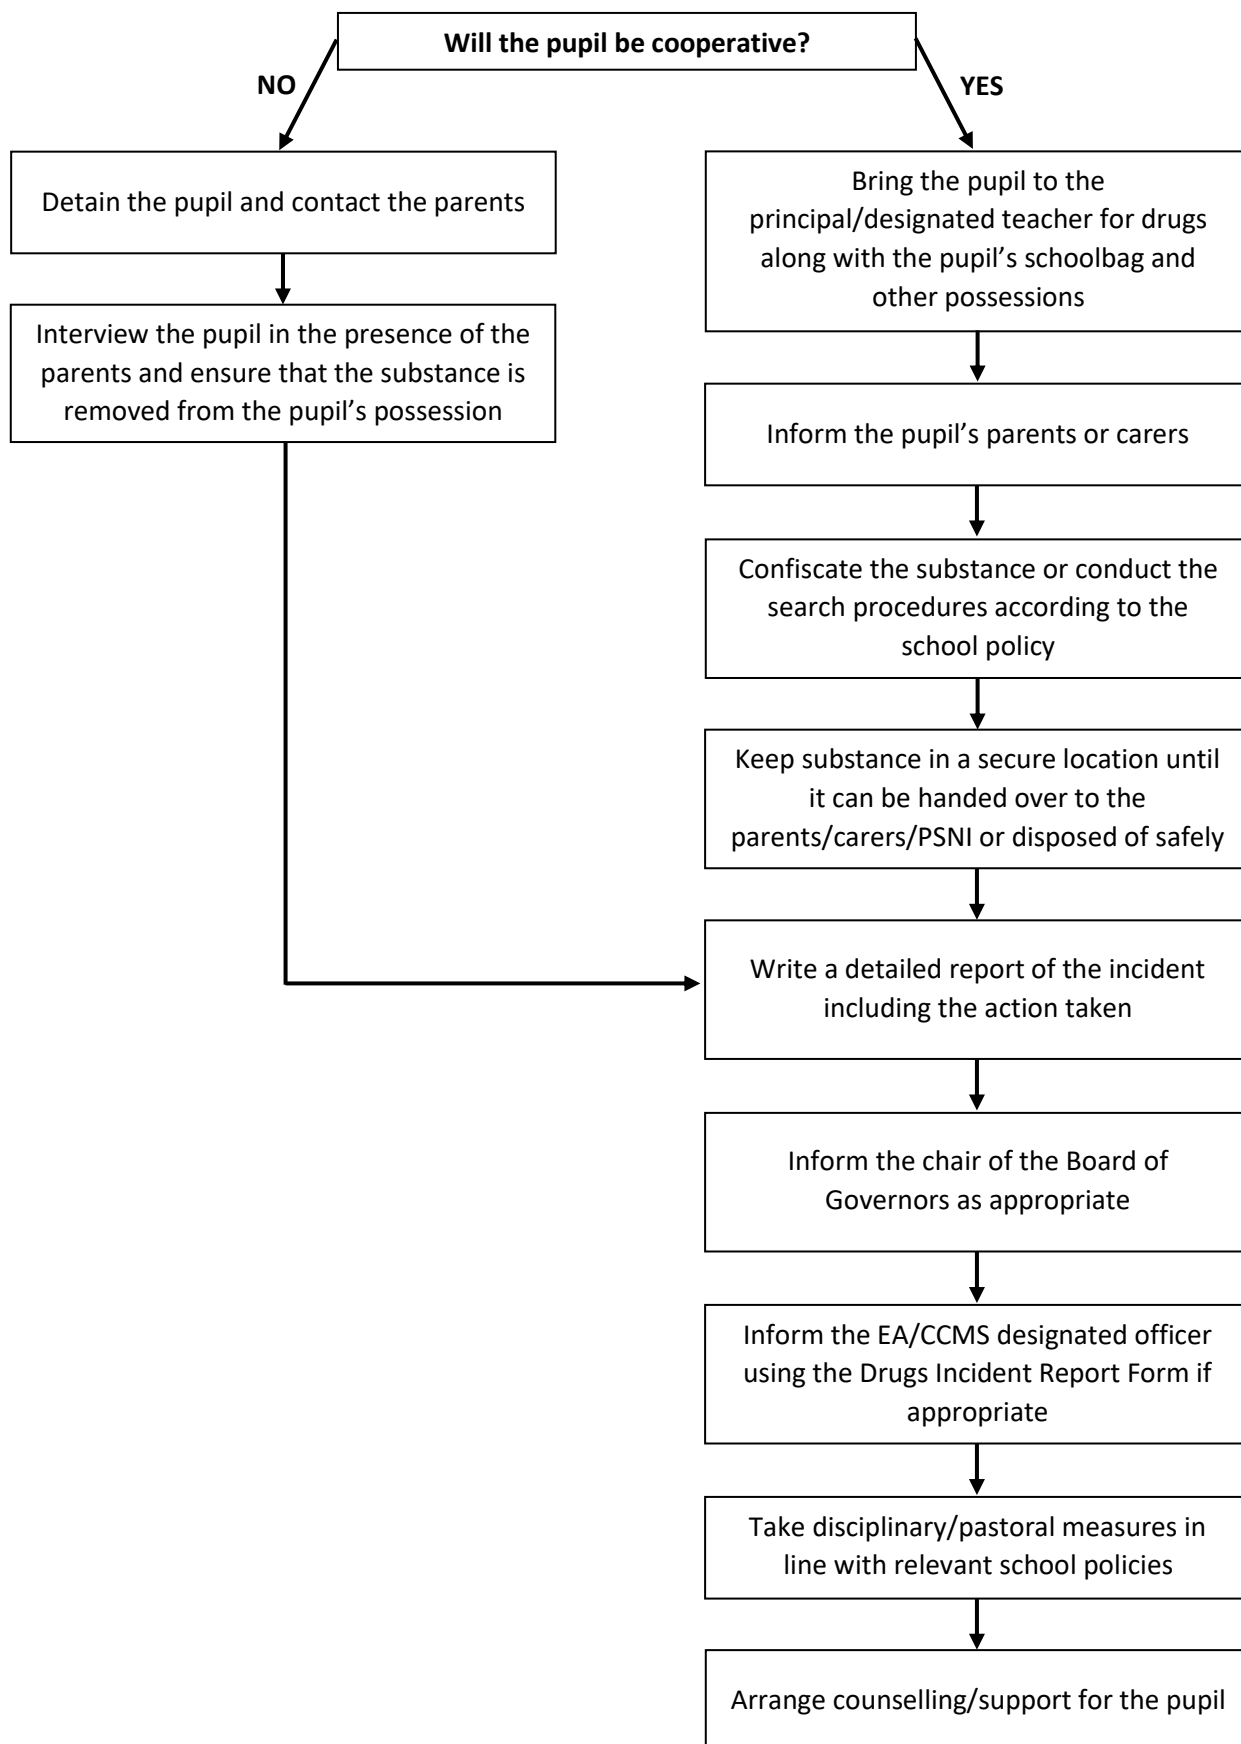 Will the pupil be cooperative?
NO
YES
Detain the pupil and contact the parents
Interview the pupil in the presence of the
parents and ensure that the substance is
removed from the pupil’s possession
Bring the pupil to the
principal/designated teacher for drugs
along with the pupil’s schoolbag and
other possessions
Inform the pupil’s parents or carers
Confiscate the substance or conduct the
search procedures according to the
school policy
Keep substance in a secure location until
it can be handed over to the
parents/carers/PSNI or disposed of safely
Write a detailed report of the incident
including the action taken
Inform the chair of the Board of
Governors as appropriate
Inform the EA/CCMS designated officer
using the Drugs Incident Report Form if
appropriate
Take disciplinary/pastoral measures in
line with relevant school policies
Arrange counselling/support for the pupil